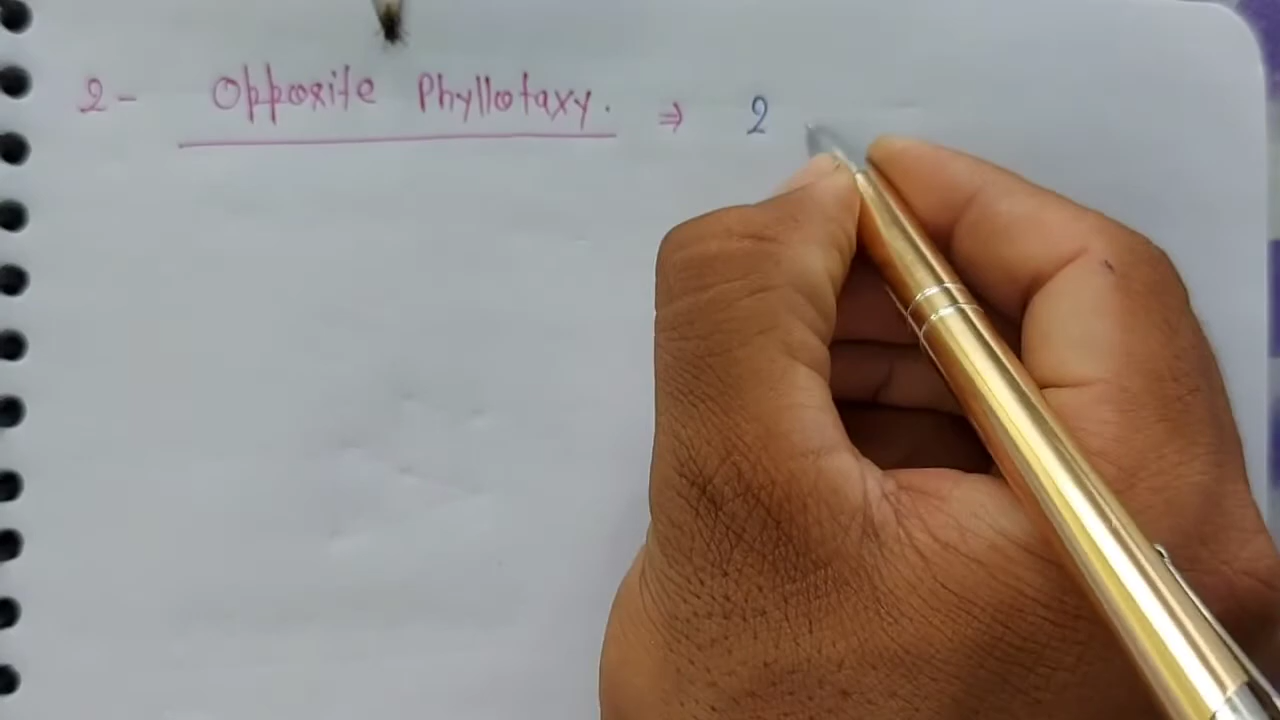 2- Opposite Phyllotaxy. ⇒ 2